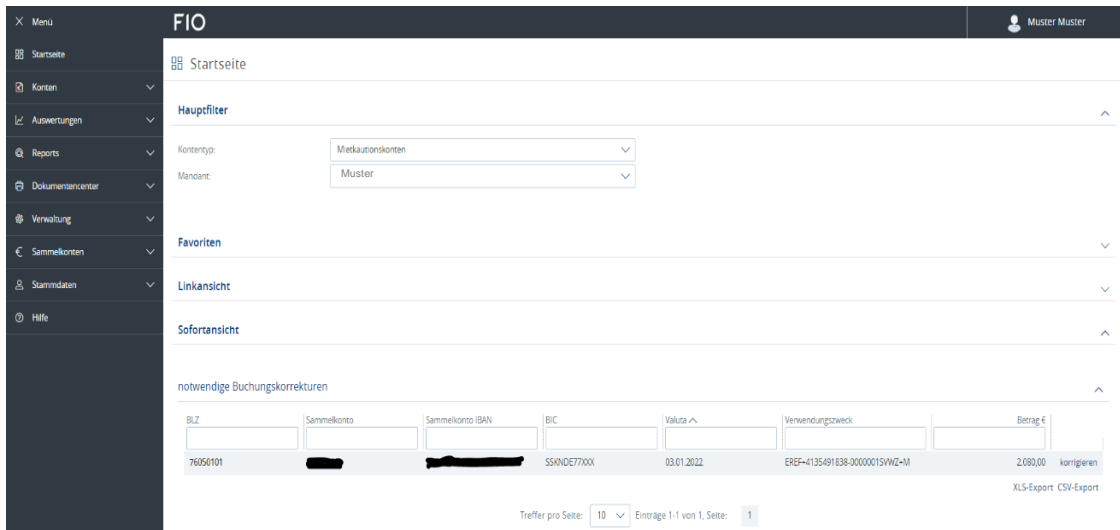 Menü
FIO
Muster Muster
Startseite
Konten
Auswertungen
Reports
Dokumentencenter
Verwaltung
Sammelkonten
Stammdaten
Hilfe
Startseite
Hauptfilter
Kontentyp: Mietkautionskonten
Mandant: Muster
Favoriten
Linkansicht
Sofortansicht
notwendige Buchungskorrekturen
BLZ Sammelkonto Sammelkonto IBAN BIC Valuta Verwendungszweck Betrag €
76050101 SSKNDE77XXX 03.01.2022 EREF+4135491838-0000001SVWZ+M 2.080,00 korrigieren
XLS-Export CSV-Export
Treffer pro Seite: 10 Einträge 1-1 von 1, Seite: 1